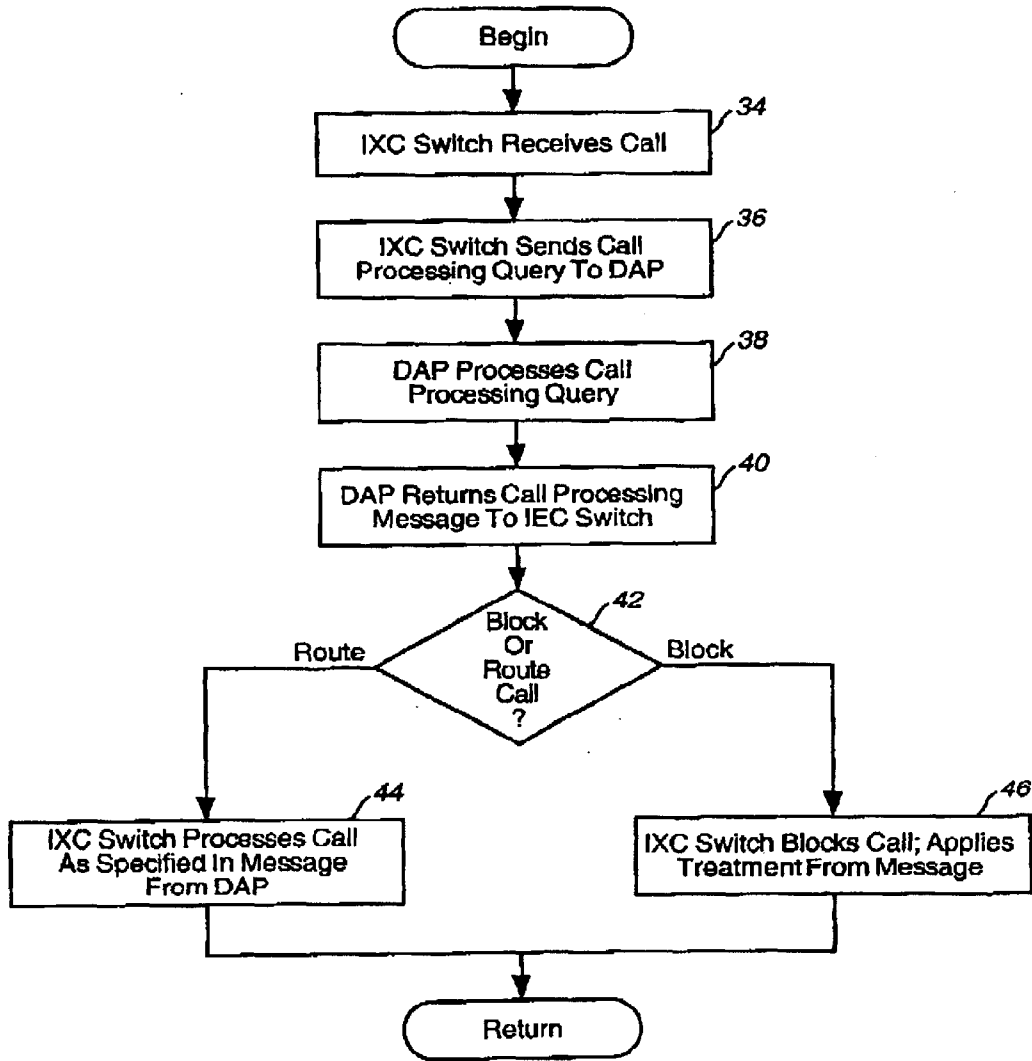 Begin
34
IXC Switch Receives Call
36
IXC Switch Sends Call
Processing Query To DAP
38
DAP Processes Call
Processing Query
40
DAP Returns Call Processing
Message To IEC Switch
42
Block
Or
Route
Call
?
Route
Block
44
IXC Switch Processes Call
As Specified In Message
From DAP
46
IXC Switch Blocks Call; Applies
Treatment From Message
Return